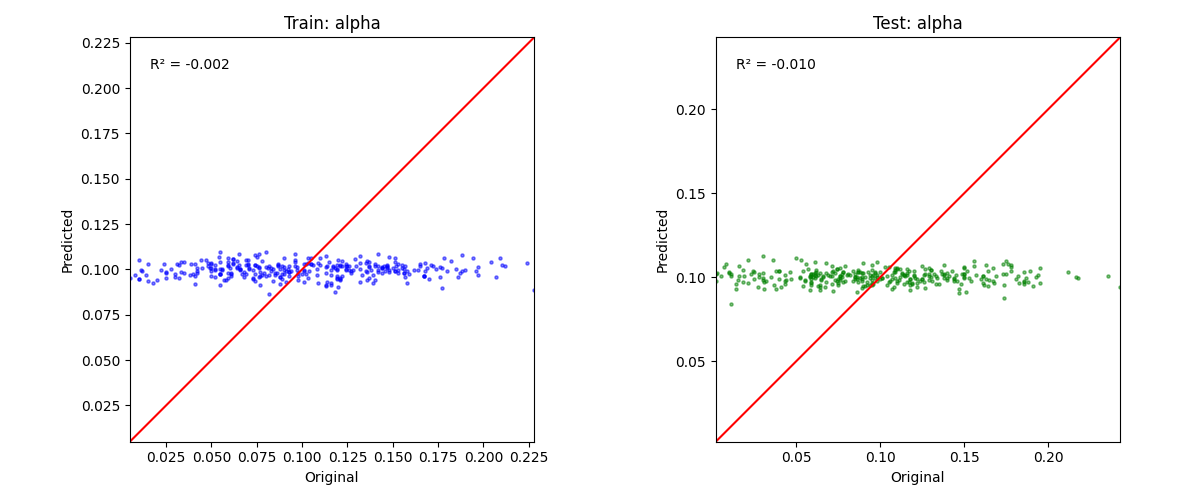 Train: alpha
R² = -0.002
0.225
0.200
0.175
0.150
0.125
0.100
0.075
0.050
0.025
Predicted
0.025 0.050 0.075 0.100 0.125 0.150 0.175 0.200 0.225
Original
Test: alpha
R² = -0.010
0.20
0.15
0.10
0.05
Predicted
0.05 0.10 0.15 0.20
Original